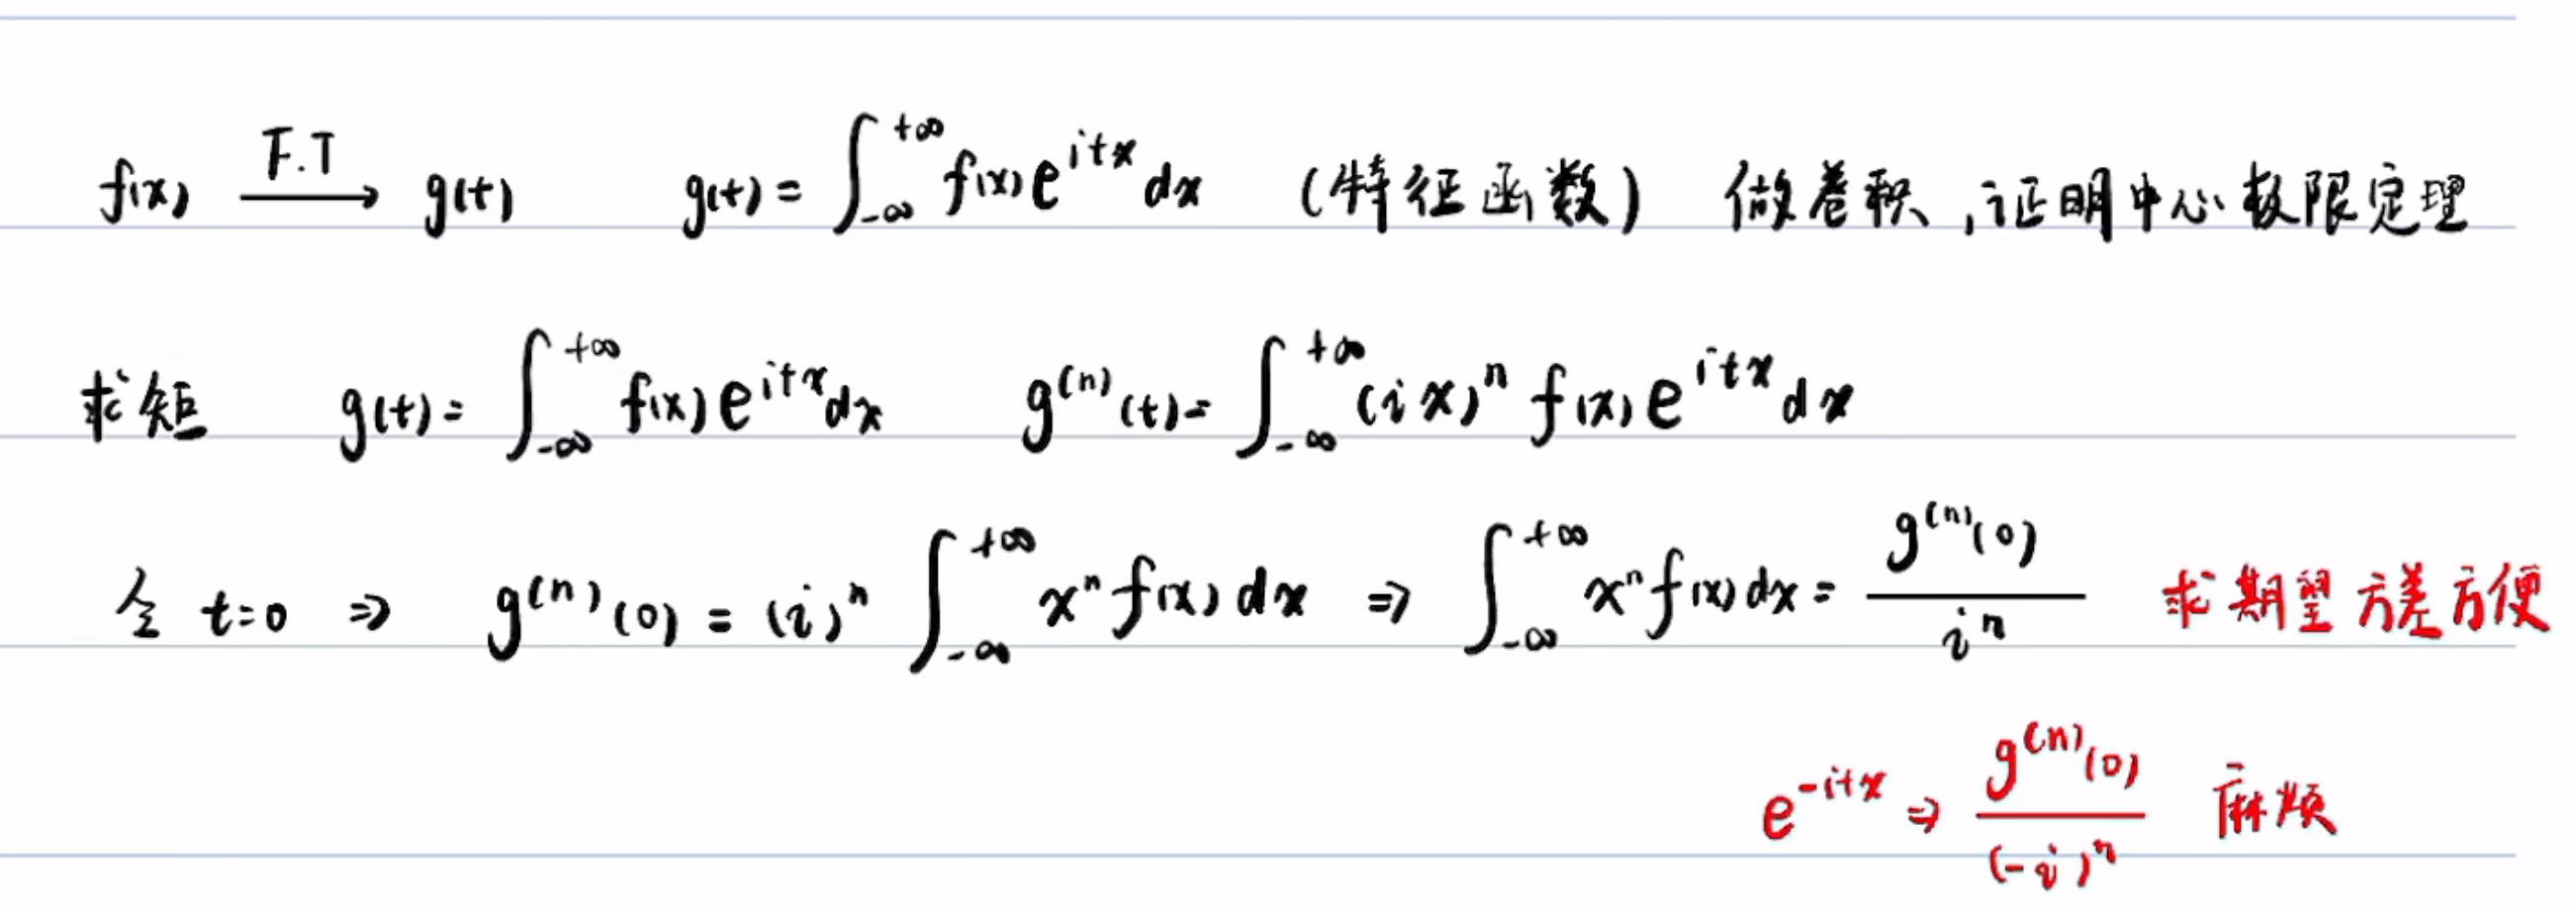 f(x) \xrightarrow{F.T} g(t) g(t) = \int_{-\infty}^{+\infty} f(x) e^{itx} dx (特征函数) 做卷积,证明中心极限定理
求矩 g(t) = \int_{-\infty}^{+\infty} f(x) e^{itx} dx g^{(n)}(t) = \int_{-\infty}^{+\infty} (ix)^n f(x) e^{itx} dx
令 t=0 ⇒ g^{(n)}(0) = (i)^n \int_{-\infty}^{+\infty} x^n f(x) dx ⇒ \int_{-\infty}^{+\infty} x^n f(x) dx = \frac{g^{(n)}(0)}{i^n} 求期望方差方便
e^{-itx} ⇒ \frac{g^{(n)}(0)}{(-i)^n} 麻烦